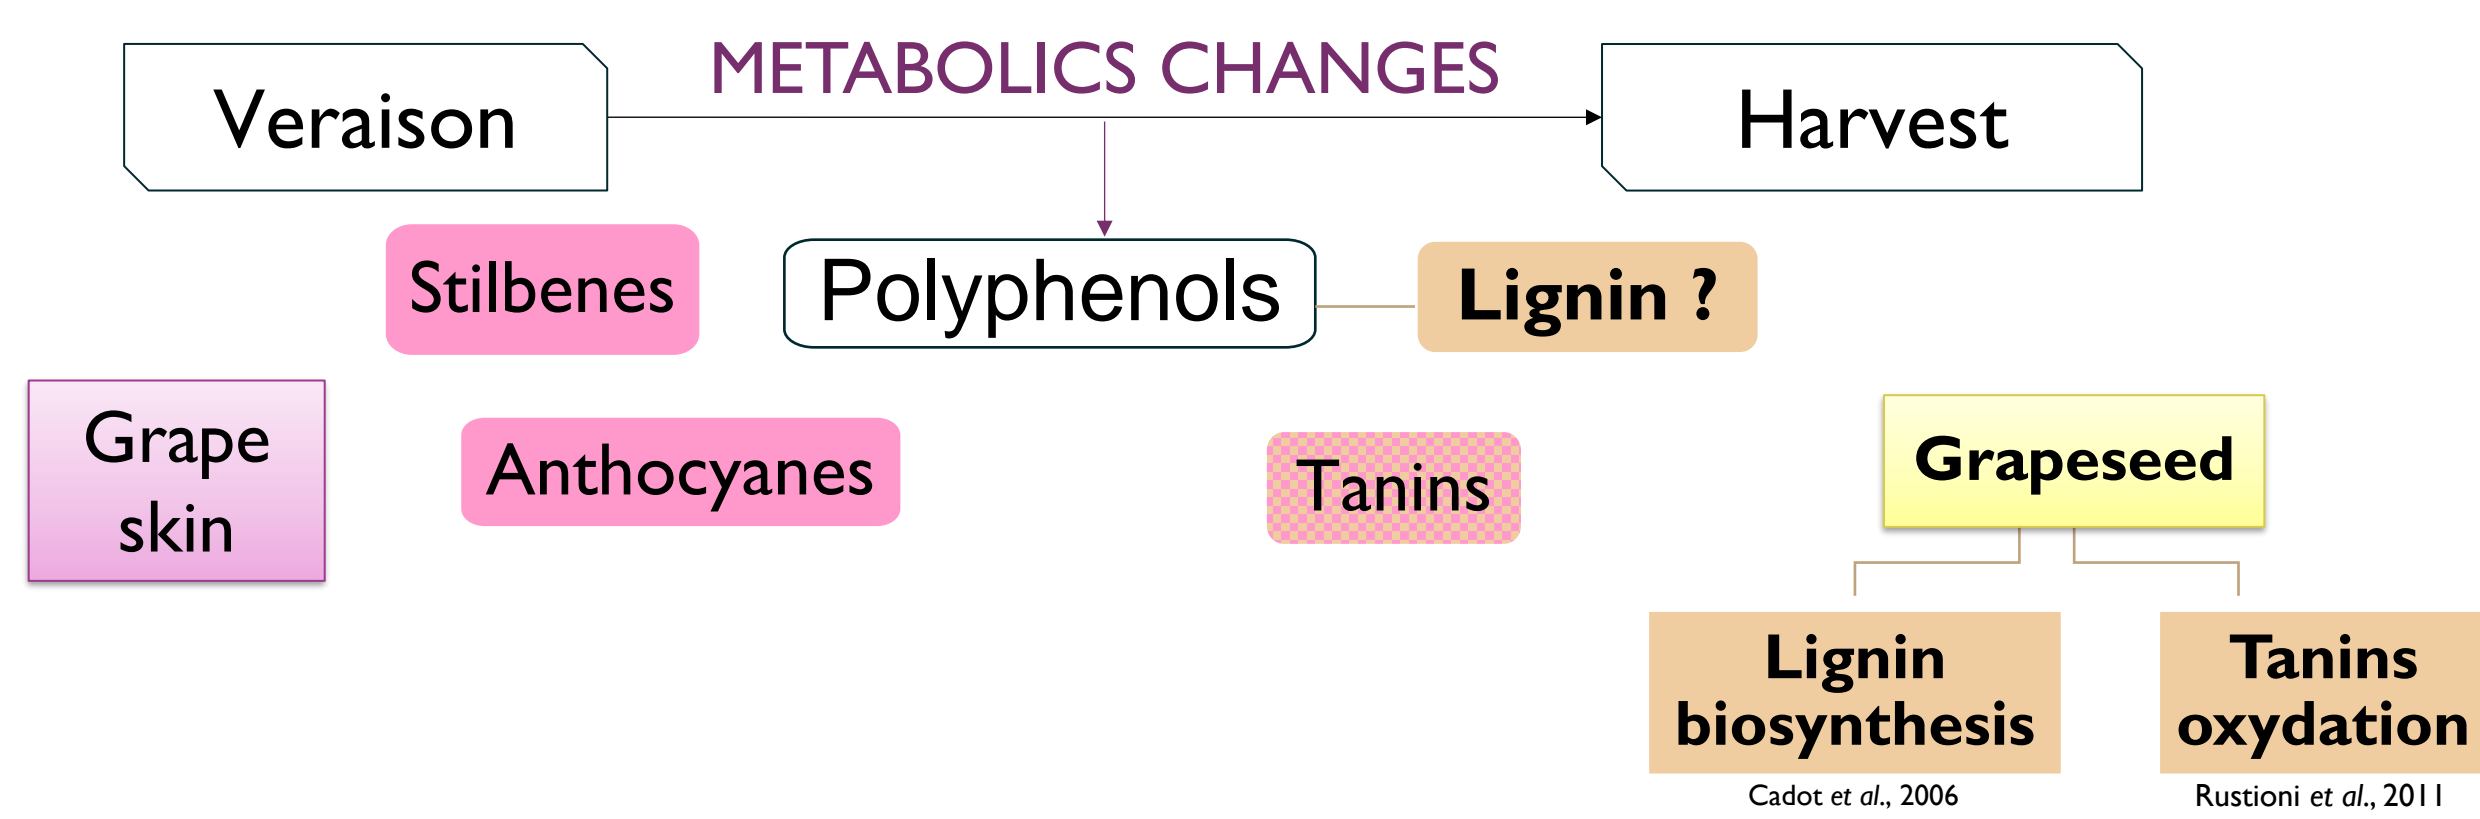 METABOLICS CHANGES
Veraison
Harvest
Stilbenes
Polyphenols
Lignin ?
Grape
skin
Anthocyanes
Tanins
Grapeseed
Lignin
biosynthesis
Cadot et al., 2006
Tanins
oxydation
Rustioni et al., 2011